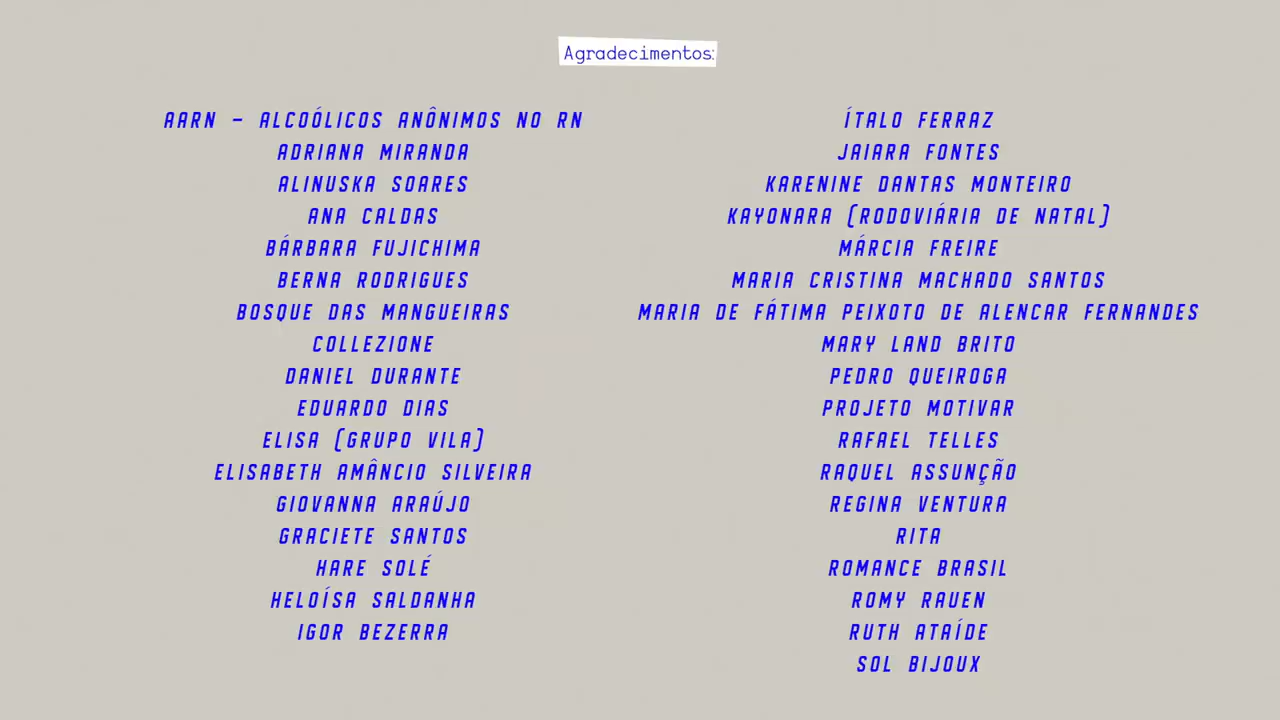 Agradecimentos:
AARN - ALCOÓLICOS ANÔNIMOS NO RN
ADRIANA MIRANDA
ALINUSKA SOARES
ANA CALDAS
BÁRBARA FUJICHIMA
BERNA RODRIGUES
BOSQUE DAS MANGUEIRAS
COLLEZIONE
DANIEL DURANTE
EDUARDO DIAS
ELISA (GRUPO VILA)
ELISABETH AMÂNCIO SILVEIRA
GIOVANNA ARAÚJO
GRACIETE SANTOS
HARE SOLÉ
HELOÍSA SALDANHA
IGOR BEZERRA
ÍTALO FERRAZ
JAIARA FONTES
KARENINE DANTAS MONTEIRO
KAYONARA (RODOVIÁRIA DE NATAL)
MÁRCIA FREIRE
MARIA CRISTINA MACHADO SANTOS
MARIA DE FÁTIMA PEIXOTO DE ALENCAR FERNANDES
MARY LAND BRITO
PEDRO QUEIROGA
PROJETO MOTIVAR
RAFAEL TELLES
RAQUEL ASSUNÇÃO
REGINA VENTURA
RITA
ROMANCE BRASIL
ROMY RAUEN
RUTH ATAÍDE
SOL BIJOUX